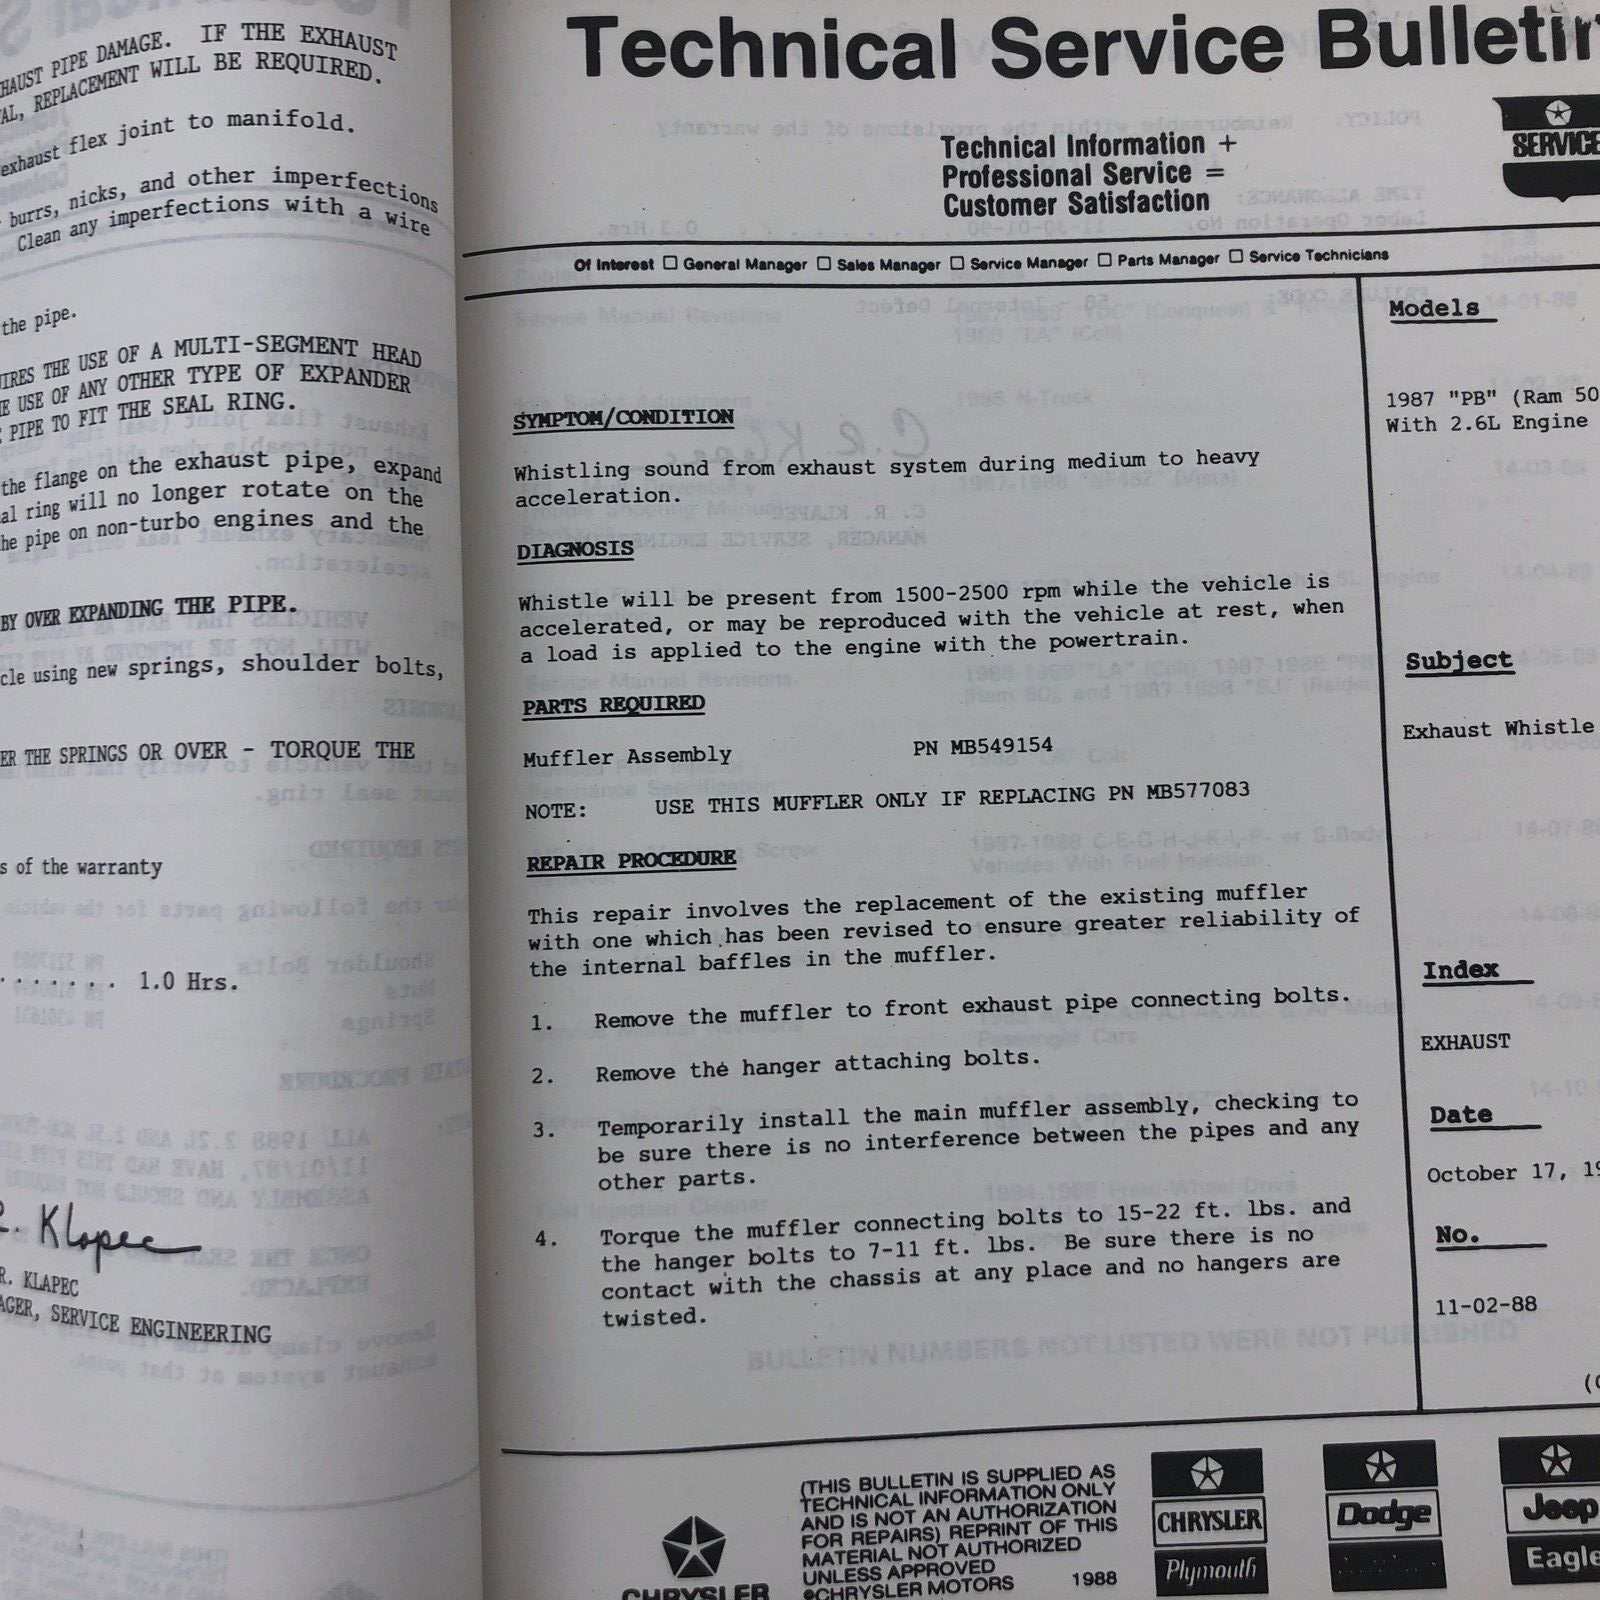 EXHAUST PIPE DAMAGE. IF THE EXHAUST
REPLACEMENT WILL BE REQUIRED.
exhaust flex joint to manifold.
burrs, nicks, and other imperfections
Clean any imperfections with a wire
the pipe.
THE USE OF A MULTI-SEGMENT HEAD
USE OF ANY OTHER TYPE OF EXPANDER
PIPE TO FIT THE SEAL RING.
the flange on the exhaust pipe, expand
ring will no longer rotate on the
pipe on non-turbo engines and the
BY OVER EXPANDING THE PIPE.
using new springs, shoulder bolts,
THE SPRINGS OR OVER - TORQUE THE
of the warranty
....... 1.0 Hrs.
R. Klapec
R. KLAPEC
SERVICE ENGINEERING
Technical Service Bulletin
Technical Information +
Professional Service =
Customer Satisfaction
SERVICE
Of Interest ☐ General Manager ☐ Sales Manager ☐ Service Manager ☐ Parts Manager ☐ Service Technicians
SYMPTOM/CONDITION
Whistling sound from exhaust system during medium to heavy
acceleration.
DIAGNOSIS
Whistle will be present from 1500-2500 rpm while the vehicle is
accelerated, or may be reproduced with the vehicle at rest, when
a load is applied to the engine with the powertrain.
PARTS REQUIRED
Muffler Assembly PN MB549154
NOTE: USE THIS MUFFLER ONLY IF REPLACING PN MB577083
REPAIR PROCEDURE
This repair involves the replacement of the existing muffler
with one which has been revised to ensure greater reliability of
the internal baffles in the muffler.
1. Remove the muffler to front exhaust pipe connecting bolts.
2. Remove the hanger attaching bolts.
3. Temporarily install the main muffler assembly, checking to
be sure there is no interference between the pipes and any
other parts.
4. Torque the muffler connecting bolts to 15-22 ft. lbs. and
the hanger bolts to 7-11 ft. lbs. Be sure there is no
contact with the chassis at any place and no hangers are
twisted.
Models
1987 "PB" (Ram 50
With 2.6L Engine
Subject
Exhaust Whistle
Index
EXHAUST
Date
October 17, 19
No.
11-02-88
BULLETIN NUMBERS NOT LISTED WERE NOT PUBLISHED
CHRYSLER
(THIS BULLETIN IS SUPPLIED AS
TECHNICAL INFORMATION ONLY
AND IS NOT AN AUTHORIZATION
FOR REPAIRS) REPRINT OF THIS
MATERIAL NOT AUTHORIZED
UNLESS APPROVED
©CHRYSLER MOTORS 1988
CHRYSLER
Plymouth
Dodge
Jeep
Eagle